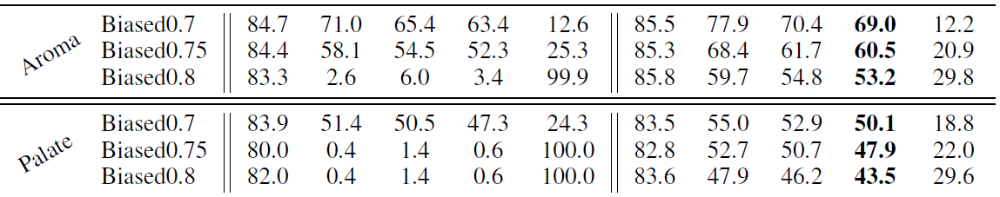 Aroma
Biased0.7 84.7 71.0 65.4 63.4 12.6 85.5 77.9 70.4 69.0 12.2
Biased0.75 84.4 58.1 54.5 52.3 25.3 85.3 68.4 61.7 60.5 20.9
Biased0.8 83.3 2.6 6.0 3.4 99.9 85.8 59.7 54.8 53.2 29.8
Palate
Biased0.7 83.9 51.4 50.5 47.3 24.3 83.5 55.0 52.9 50.1 18.8
Biased0.75 80.0 0.4 1.4 0.6 100.0 82.8 52.7 50.7 47.9 22.0
Biased0.8 82.0 0.4 1.4 0.6 100.0 83.6 47.9 46.2 43.5 29.6